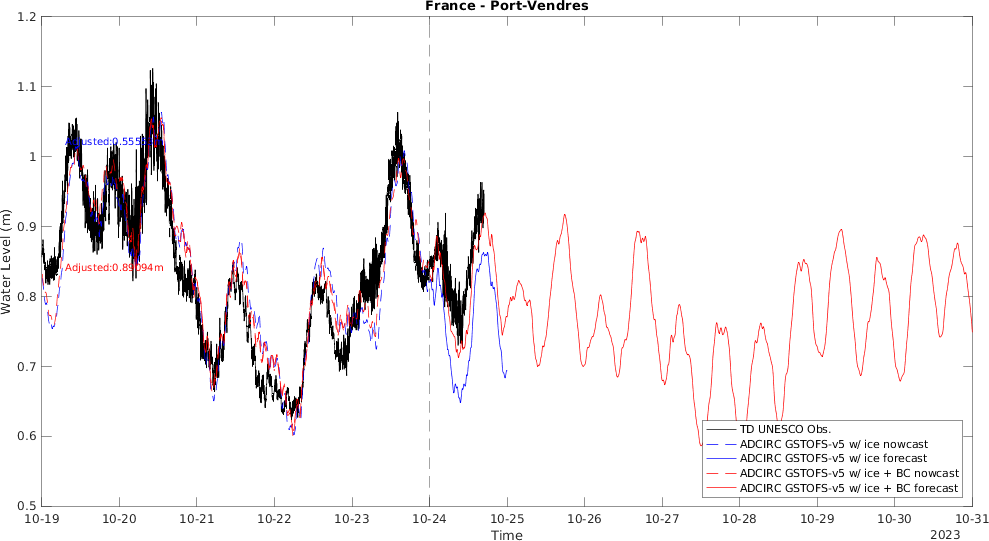 France - Port-Vendres
1.2
1.1
1
0.9
0.8
0.7
0.6
0.5
Water Level (m)
Adjusted:0.555
Adjusted:0.89094m
TD UNESCO Obs.
ADCIRC GSTOFS-v5 w/ ice nowcast
ADCIRC GSTOFS-v5 w/ ice forecast
ADCIRC GSTOFS-v5 w/ ice + BC nowcast
ADCIRC GSTOFS-v5 w/ ice + BC forecast
10-19 10-20 10-21 10-22 10-23 10-24 10-25 10-26 10-27 10-28 10-29 10-30 10-31
Time
2023